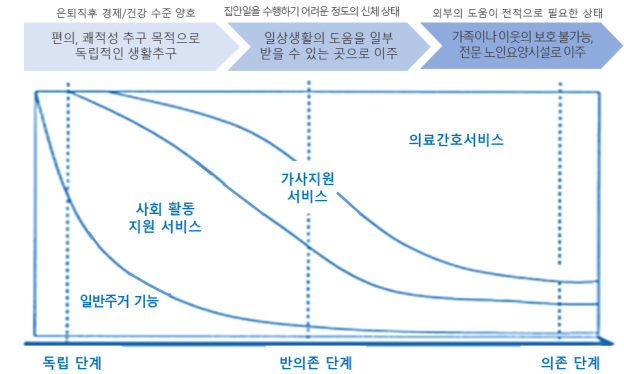 은퇴직후 경제/건강 수준 양호
집안일을 수행하기 어려운 정도의 신체 상태
외부의 도움이 전적으로 필요한 상태
편의, 쾌적성 추구 목적으로
독립적인 생활추구
일상생활의 도움을 일부
받을 수 있는 곳으로 이주
가족이나 이웃의 보호 불가능,
전문 노인요양시설로 이주
의료간호서비스
가사지원
서비스
사회 활동
지원 서비스
일반주거 기능
독립 단계
반의존 단계
의존 단계